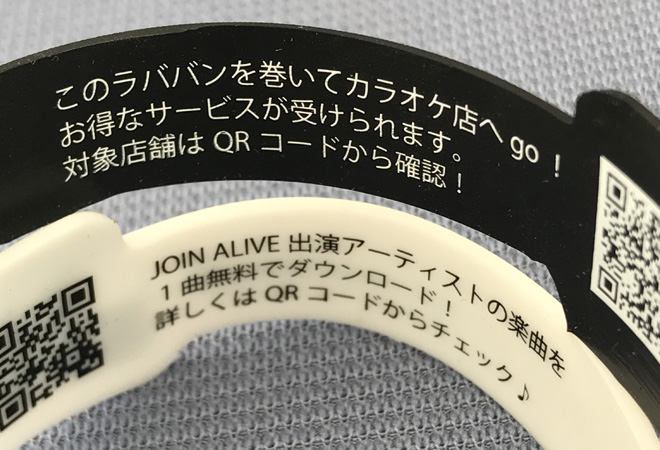 このラババンを巻いてカラオケ店へ go！
お得なサービスが受けられます。
対象店舗は QR コードから確認！
JOIN ALIVE 出演アーティストの楽曲を
1 曲無料でダウンロード！
詳しくは QR コードからチェック♪